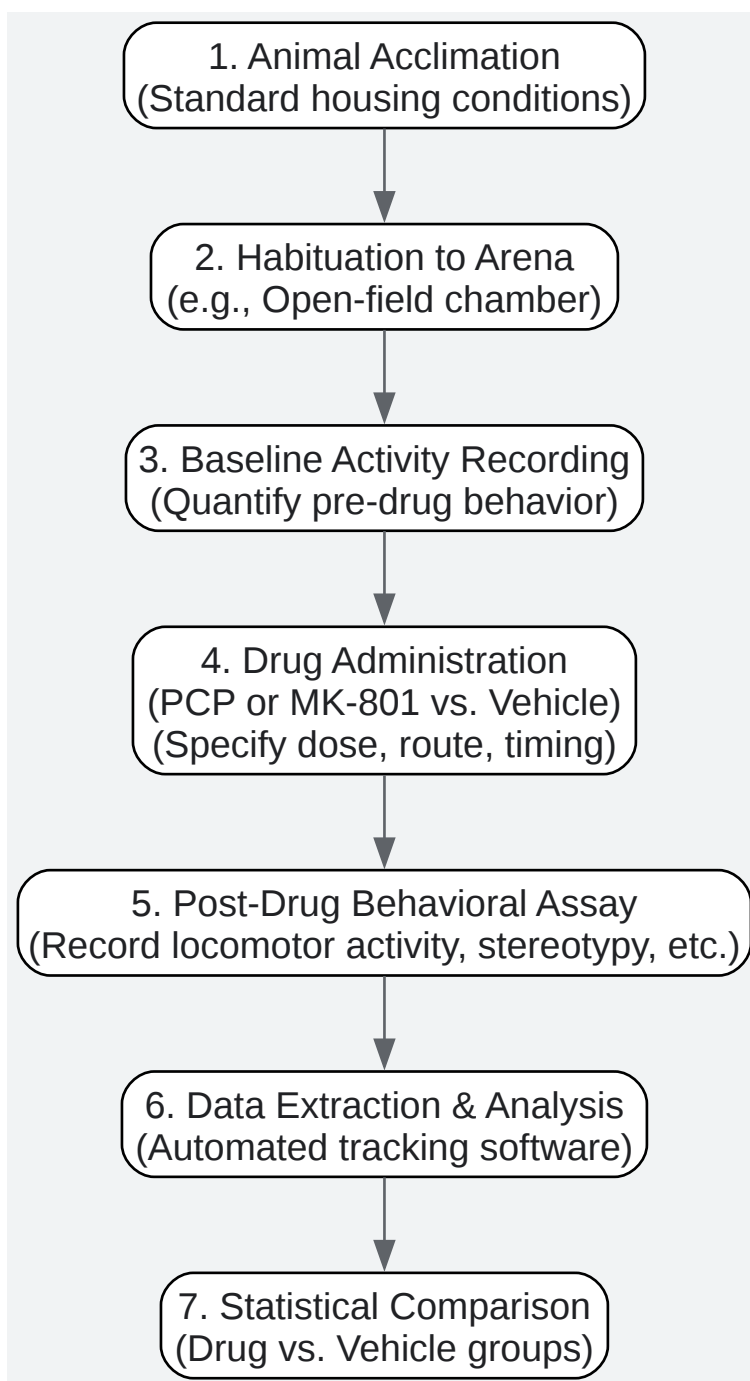 1. Animal Acclimation
(Standard housing conditions)
2. Habituation to Arena
(e.g., Open-field chamber)
3. Baseline Activity Recording
(Quantify pre-drug behavior)
4. Drug Administration
(PCP or MK-801 vs. Vehicle)
(Specify dose, route, timing)
5. Post-Drug Behavioral Assay
(Record locomotor activity, stereotypy, etc.)
6. Data Extraction & Analysis
(Automated tracking software)
7. Statistical Comparison
(Drug vs. Vehicle groups)